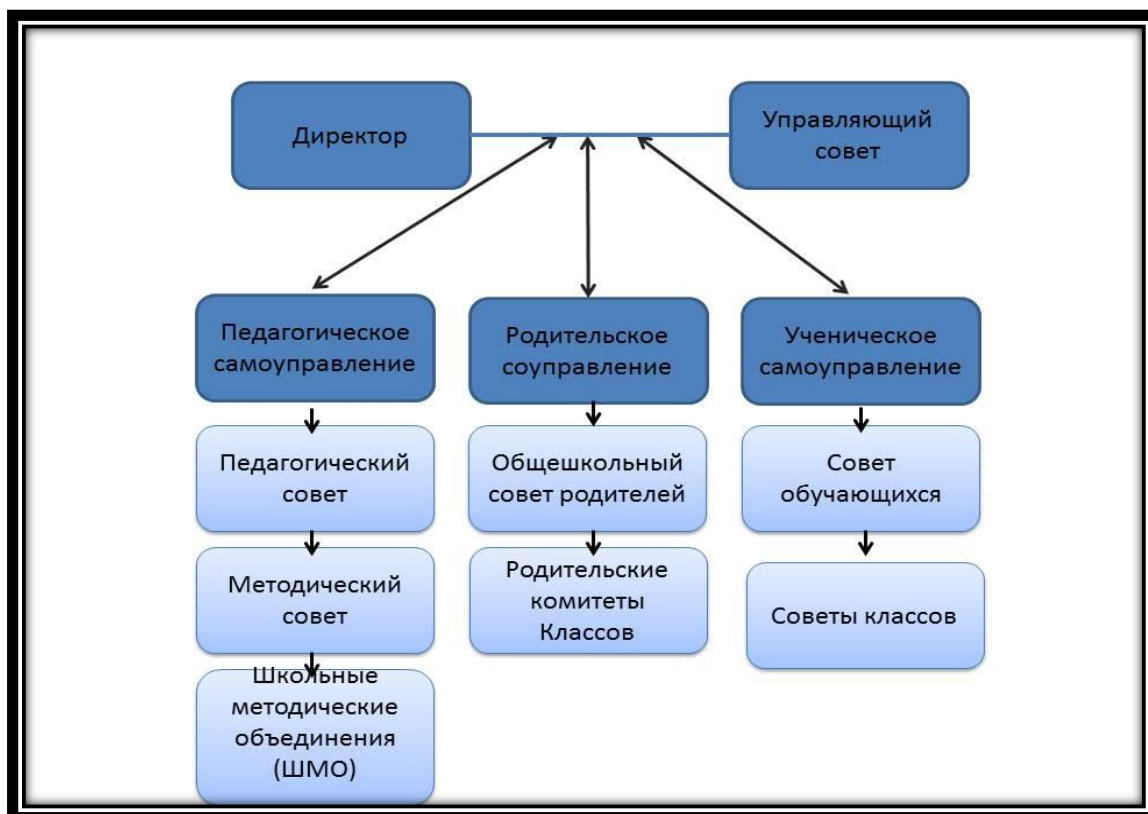 Директор
Управляющий
совет
Педагогическое
самоуправление
Родительское
соуправление
Ученическое
самоуправление
Педагогический
совет
Общешкольный
совет родителей
Совет
обучающихся
Методический
совет
Родительские
комитеты
Классов
Советы классов
Школьные
методические
объединения
(ШМО)